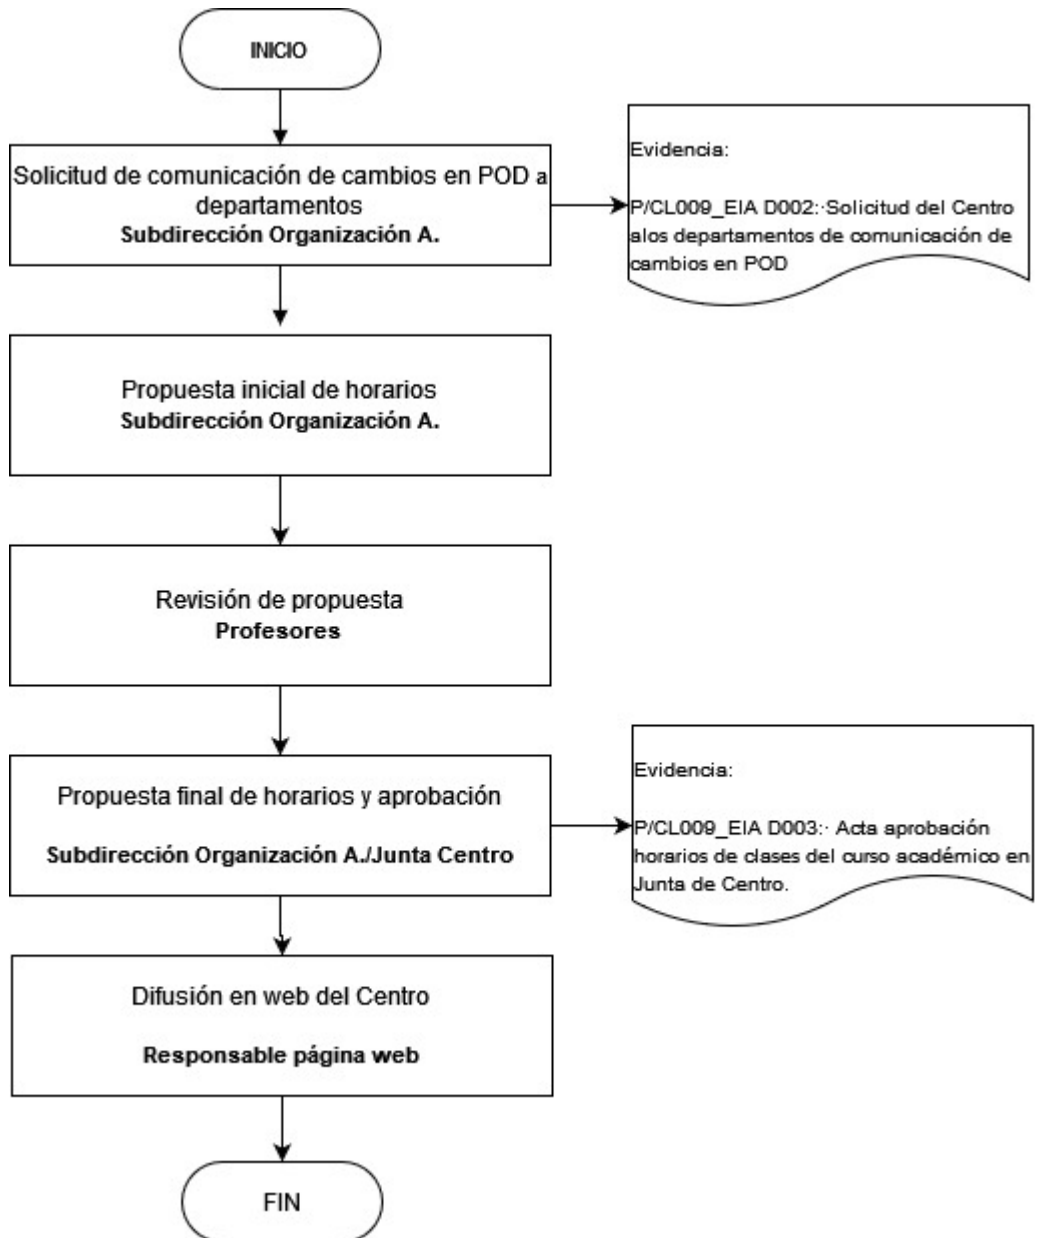 INICIO
Solicitud de comunicación de cambios en POD a
departamentos
Subdirección Organización A.
Evidencia:
P/CL009_EIA D002:·Solicitud del Centro
alos departamentos de comunicación de
cambios en POD
Propuesta inicial de horarios
Subdirección Organización A.
Revisión de propuesta
Profesores
Propuesta final de horarios y aprobación
Subdirección Organización A./Junta Centro
Evidencia:
P/CL009_EIA D003:· Acta aprobación
horarios de clases del curso académico en
Junta de Centro.
Difusión en web del Centro
Responsable página web
FIN